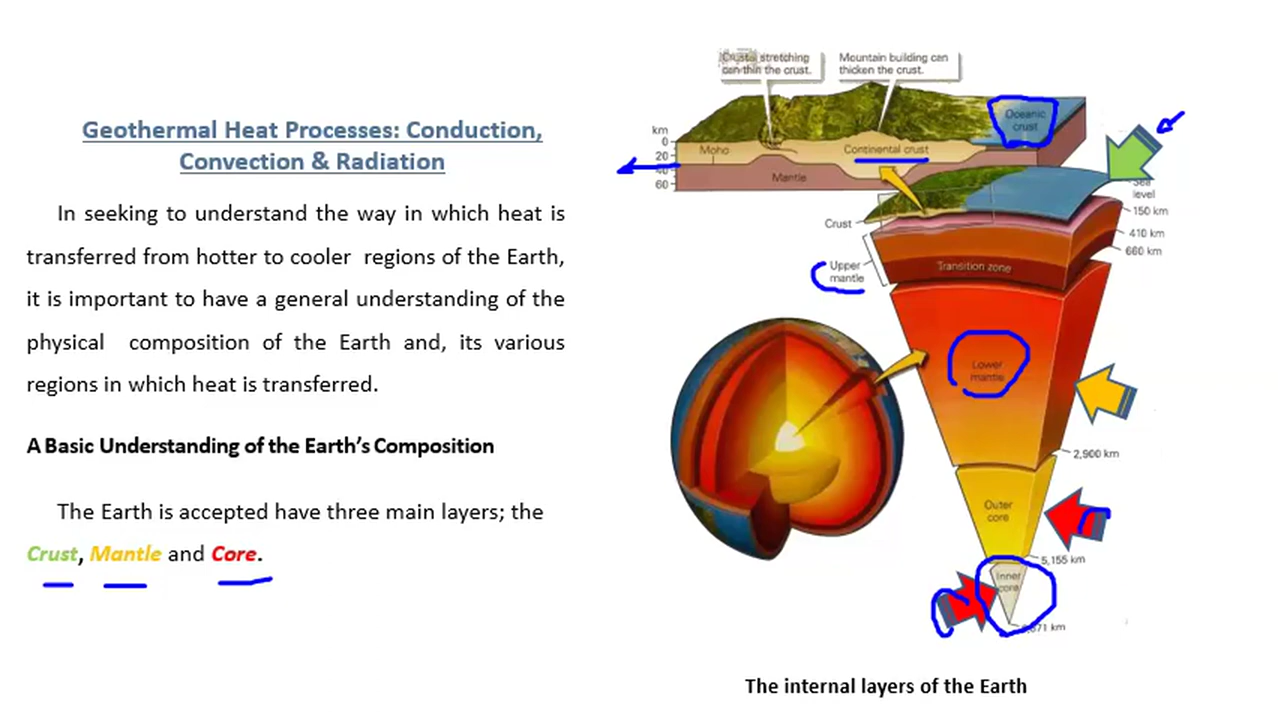 Geothermal Heat Processes: Conduction,
Convection & Radiation
In seeking to understand the way in which heat is
transferred from hotter to cooler regions of the Earth,
it is important to have a general understanding of the
physical composition of the Earth and, its various
regions in which heat is transferred.
A Basic Understanding of the Earth's Composition
The Earth is accepted have three main layers; the
Crust, Mantle and Core.
Crustal stretching
can thin the crust.
Mountain building can
thicken the crust.
Oceanic
crust
km
0
20
40
60
Moho
Continental crust
Mantle
Sea
level
150 km
410 km
660 km
Crust
Upper
mantle
Transition zone
Lower
mantle
2,900 km
Outer
core
5,155 km
Inner
core
The internal layers of the Earth